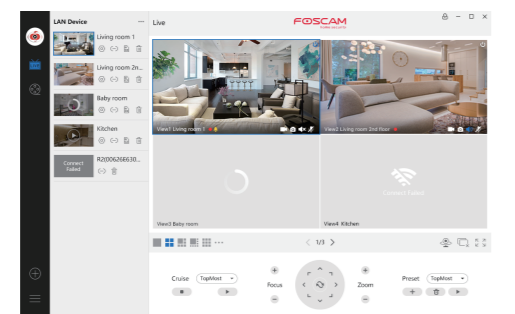 LAN Device
Living room 1
Living room 2n...
Baby room
Kitchen
Connect
Failed
R2(00626E630...
Live
FOSCAM
View1 Living room 1
View2 Living room 2nd floor
Connect Failed
View3 Baby room
View4 Kitchen
1/3
Cruise
TopMost
Focus
Zoom
Preset
TopMost